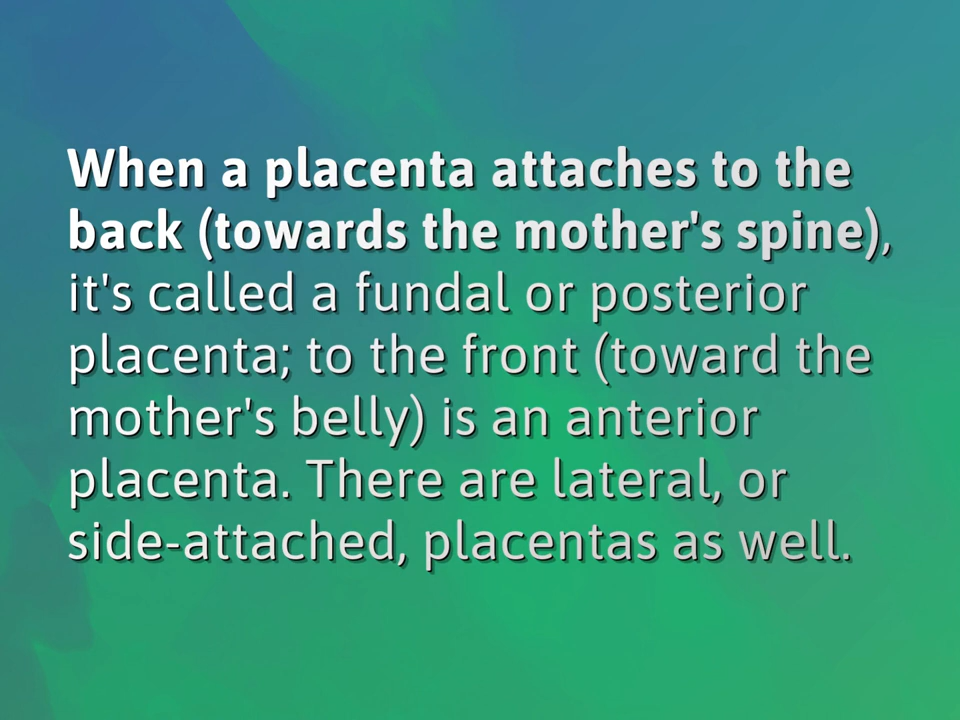 When a placenta attaches to the
back (towards the mother's spine),
it's called a fundal or posterior
placenta; to the front (toward the
mother's belly) is an anterior
placenta. There are lateral, or
side-attached, placentas as well.